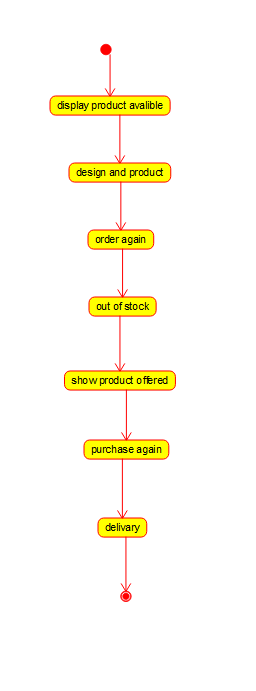 display product avalible
design and product
order again
out of stock
show product offered
purchase again
delivary